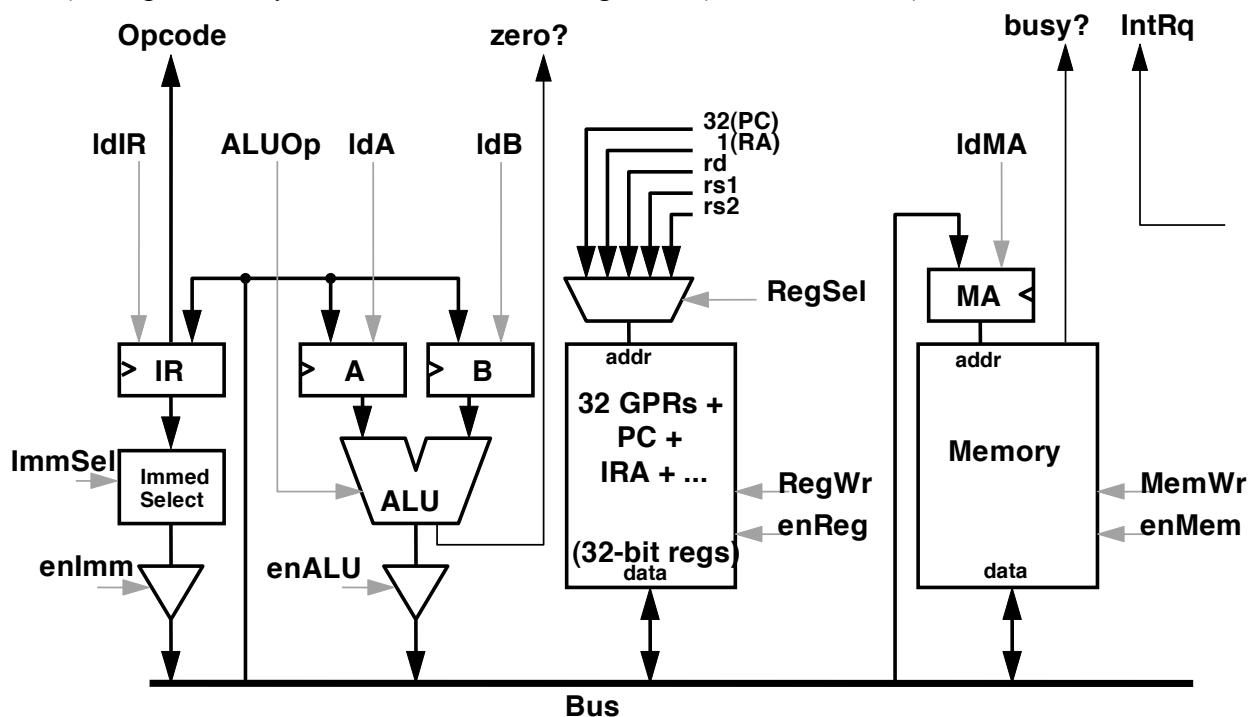 Opcode
zero?
busy?
IntRq
32(PC)
1(RA)
rd
rs1
rs2
ldIR
ALUOp
ldA
ldB
ldMA
RegSel
IR
A
B
MA
addr
addr
32 GPRs +
PC +
IRA + ...
Memory
ImmSel
Immed
Select
ALU
RegWr
MemWr
enReg
enMem
(32-bit regs)
data
data
enImm
enALU
Bus